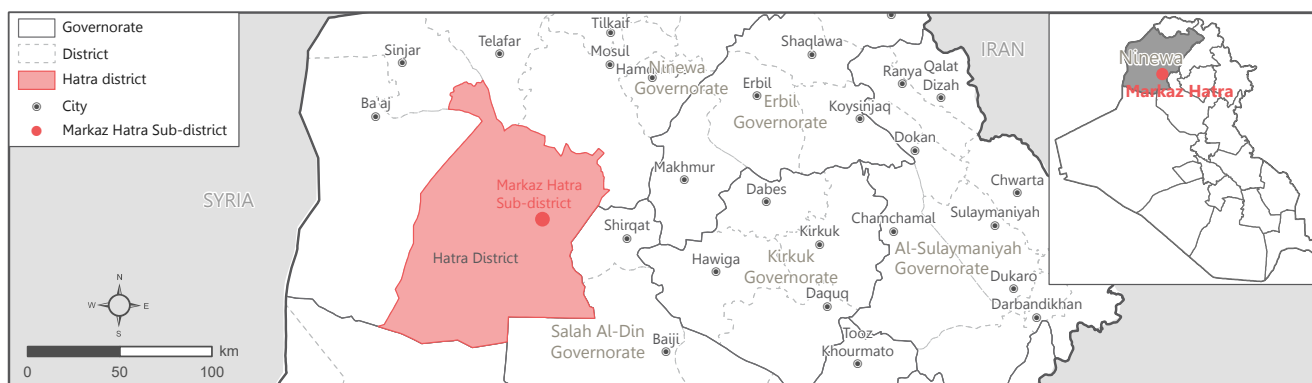 Governorate
District
Hatra district
City
Markaz Hatra Sub-district
SYRIA
IRAN
Tilkaif
Telafar
Sinjar
Mosul
Ninewa
Governorate
Ba'aj
Shaqlawa
Ranya
Qalat
Dizah
Erbil
Erbil
Governorate
Koysinjaq
Dokan
Makhmur
Markaz Hatra
Sub-district
Dabes
Chwarta
Chamchamal
Sulaymaniyah
Shirqat
Kirkuk
Hatra District
Hawiga
Kirkuk
Governorate
Al-Sulaymaniyah
Governorate
Dukaro
Daquq
Darbandikhan
Salah Al-Din
Governorate
Baiji
Tooz
Khourmato
N
W
E
S
km
0
50
100
Ninewa
Markaz Hatra